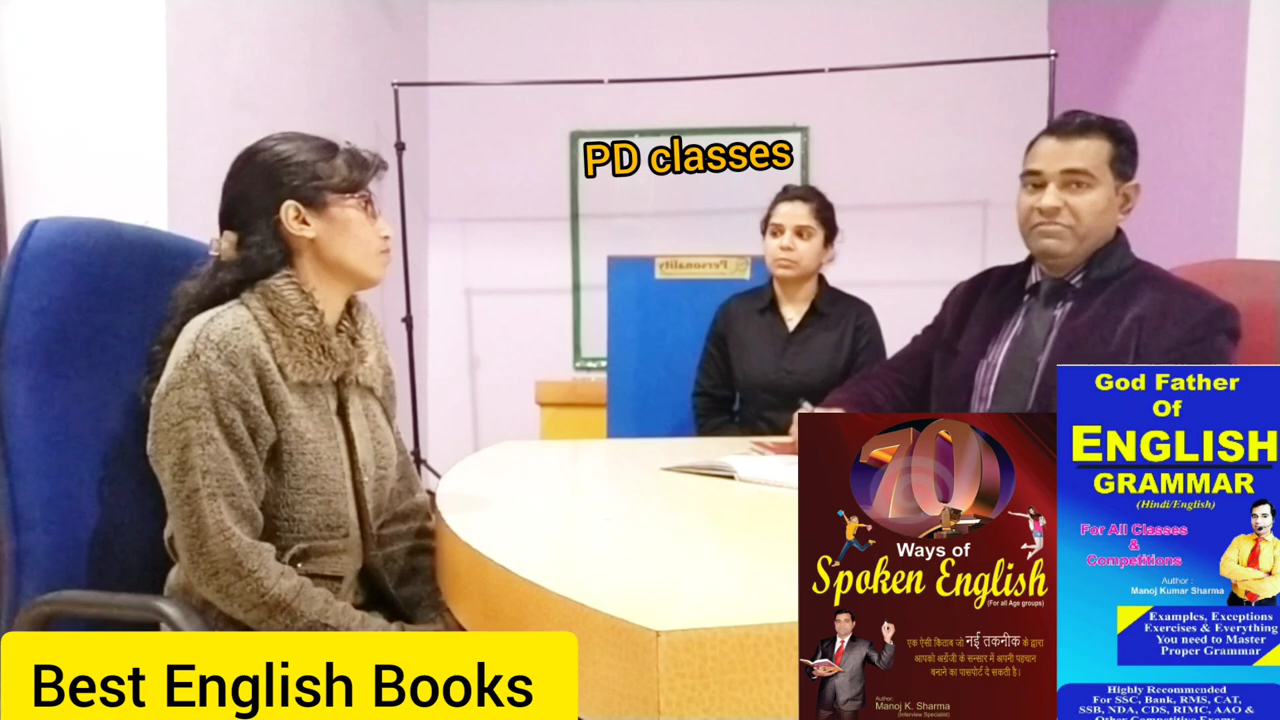 PD classes
Personality
God Father
Of
ENGLISH
GRAMMAR
(Hindi/English)
For All Classes
&
Competitions
Author :
Manoj Kumar Sharma
Examples, Exceptions
Exercises & Everything
You need to Master
Proper Grammar
Highly Recommended
For SSC, Bank, RMS, CAT,
SSB, NDA, CDS, RIMC, AAO &
Other Competitive Exams
70
Ways of
Spoken English
(For all Age groups)
एक ऐसी किताब जो नई तकनीक के द्वारा
आपको अंग्रेजी के संसार में अपनी पहचान
बनाने का पासपोर्ट दे सकती है।
Author:
Manoj K. Sharma
(Interview Specialist)
Best English Books